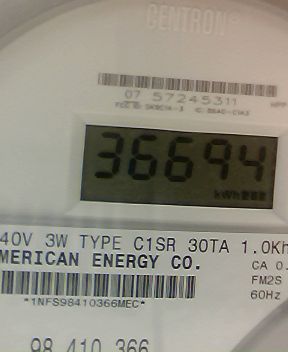 CENTRON®
07 57245311
36694
kWh
40V 3W TYPE C1SR 30TA 1.0Kh
MERICAN ENERGY CO.
CA 0.
FM2S
60Hz
*1NFS98410366MEC*
98 410 366